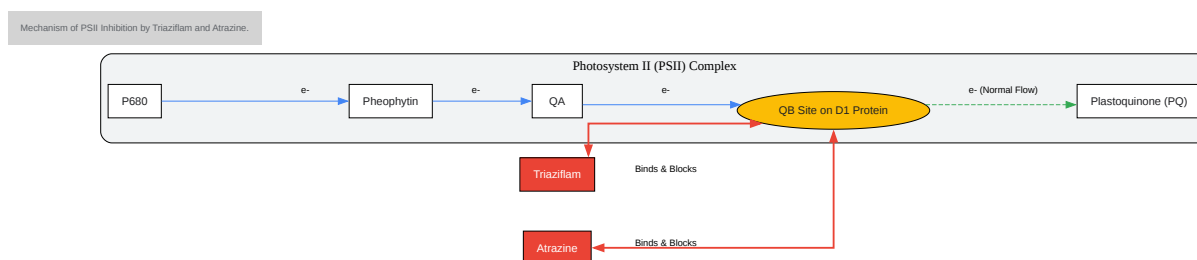 Mechanism of PSII Inhibition by Triaziflam and Atrazine.
Photosystem II (PSII) Complex
P680
e-
Pheophytin
e-
QA
e-
QB Site on D1 Protein
e- (Normal Flow)
Plastoquinone (PQ)
Triaziflam
Binds & Blocks
Atrazine
Binds & Blocks